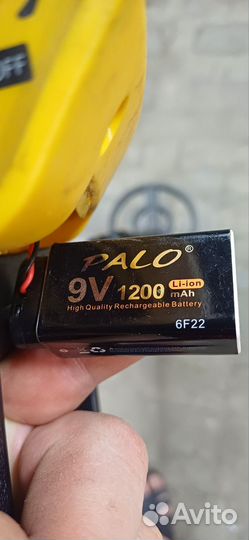 OFF
PALO®
9V 1200 mAh Li-ion
High Quality Rechargeable Battery
6F22
Avito